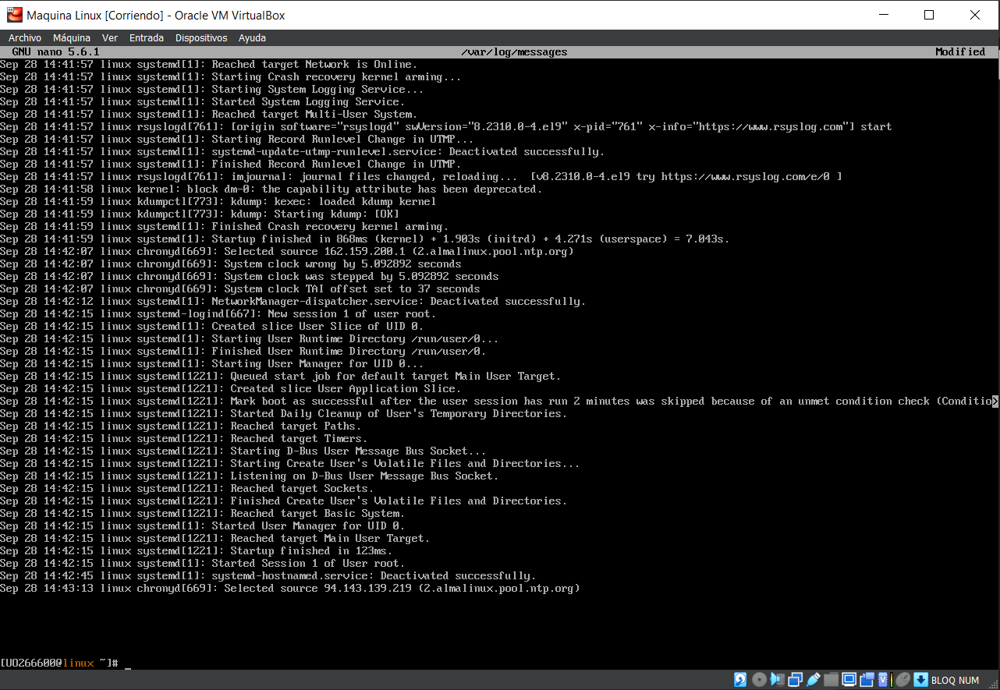 Maquina Linux [Corriendo] - Oracle VM VirtualBox
Archivo Máquina Ver Entrada Dispositivos Ayuda
GNU nano 5.6.1 /var/log/messages Modified
Sep 28 14:41:57 linux systemd[1]: Reached target Network is Online.
Sep 28 14:41:57 linux systemd[1]: Starting Crash recovery kernel arming...
Sep 28 14:41:57 linux systemd[1]: Starting System Logging Service...
Sep 28 14:41:57 linux systemd[1]: Started System Logging Service.
Sep 28 14:41:57 linux systemd[1]: Reached target Multi-User System.
Sep 28 14:41:57 linux rsyslogd[761]: [origin software="rsyslogd" swVersion="8.2310.0-4.el9" x-pid="761" x-info="https://www.rsyslog.com"] start
Sep 28 14:41:57 linux systemd[1]: Starting Record Runlevel Change in UTMP...
Sep 28 14:41:57 linux systemd[1]: systemd-update-utmp-runlevel.service: Deactivated successfully.
Sep 28 14:41:57 linux systemd[1]: Finished Record Runlevel Change in UTMP.
Sep 28 14:41:57 linux rsyslogd[761]: imjournal: journal files changed, reloading...  [v8.2310.0-4.el9 try https://www.rsyslog.com/e/0 ]
Sep 28 14:41:58 linux kernel: block dm-0: the capability attribute has been deprecated.
Sep 28 14:41:59 linux kdumpctl[773]: kdump: kexec: loaded kdump kernel
Sep 28 14:41:59 linux kdumpctl[773]: kdump: Starting kdump: [OK]
Sep 28 14:41:59 linux systemd[1]: Finished Crash recovery kernel arming.
Sep 28 14:41:59 linux systemd[1]: Startup finished in 868ms (kernel) + 1.903s (initrd) + 4.271s (userspace) = 7.043s.
Sep 28 14:42:07 linux chronyd[669]: Selected source 162.159.200.1 (2.almalinux.pool.ntp.org)
Sep 28 14:42:07 linux chronyd[669]: System clock wrong by 5.092892 seconds
Sep 28 14:42:07 linux chronyd[669]: System clock was stepped by 5.092892 seconds
Sep 28 14:42:07 linux chronyd[669]: System clock TAI offset set to 37 seconds
Sep 28 14:42:12 linux systemd[1]: NetworkManager-dispatcher.service: Deactivated successfully.
Sep 28 14:42:15 linux systemd-logind[667]: New session 1 of user root.
Sep 28 14:42:15 linux systemd[1]: Created slice User Slice of UID 0.
Sep 28 14:42:15 linux systemd[1]: Starting User Runtime Directory /run/user/0...
Sep 28 14:42:15 linux systemd[1]: Finished User Runtime Directory /run/user/0.
Sep 28 14:42:15 linux systemd[1]: Starting User Manager for UID 0...
Sep 28 14:42:15 linux systemd[1221]: Queued start job for default target Main User Target.
Sep 28 14:42:15 linux systemd[1221]: Created slice User Application Slice.
Sep 28 14:42:15 linux systemd[1221]: Mark boot as successful after the user session has run 2 minutes was skipped because of an unmet condition check (Conditio>
Sep 28 14:42:15 linux systemd[1221]: Started Daily Cleanup of User's Temporary Directories.
Sep 28 14:42:15 linux systemd[1221]: Reached target Paths.
Sep 28 14:42:15 linux systemd[1221]: Reached target Timers.
Sep 28 14:42:15 linux systemd[1221]: Starting D-Bus User Message Bus Socket...
Sep 28 14:42:15 linux systemd[1221]: Starting Create User's Volatile Files and Directories...
Sep 28 14:42:15 linux systemd[1221]: Listening on D-Bus User Message Bus Socket.
Sep 28 14:42:15 linux systemd[1221]: Reached target Sockets.
Sep 28 14:42:15 linux systemd[1221]: Finished Create User's Volatile Files and Directories.
Sep 28 14:42:15 linux systemd[1221]: Reached target Basic System.
Sep 28 14:42:15 linux systemd[1]: Started User Manager for UID 0.
Sep 28 14:42:15 linux systemd[1221]: Reached target Main User Target.
Sep 28 14:42:15 linux systemd[1221]: Startup finished in 123ms.
Sep 28 14:42:15 linux systemd[1]: Started Session 1 of User root.
Sep 28 14:42:45 linux systemd[1]: systemd-hostnamed.service: Deactivated successfully.
Sep 28 14:43:13 linux chronyd[669]: Selected source 94.143.139.219 (2.almalinux.pool.ntp.org)
[UO266600@linux ~]# _
BLOQ NUM